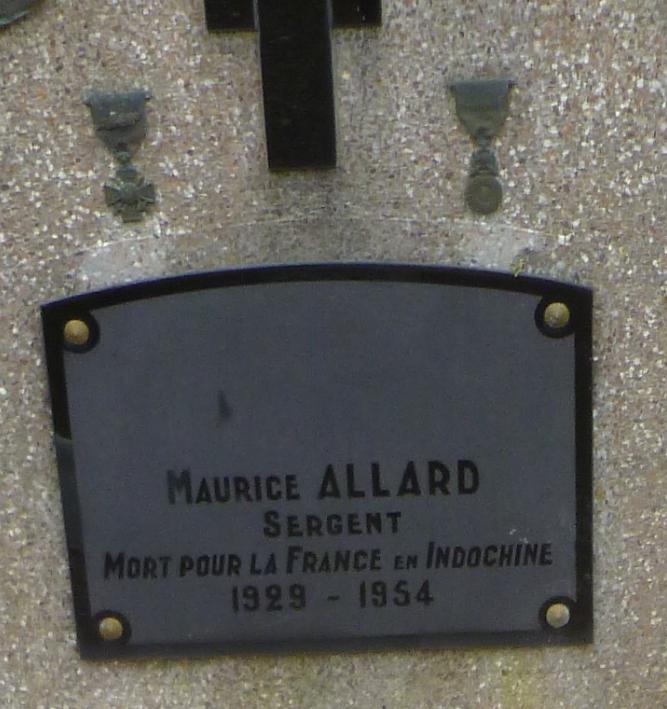 MAURICE ALLARD
SERGENT
MORT POUR LA FRANCE EN INDOCHINE
1929 - 1954